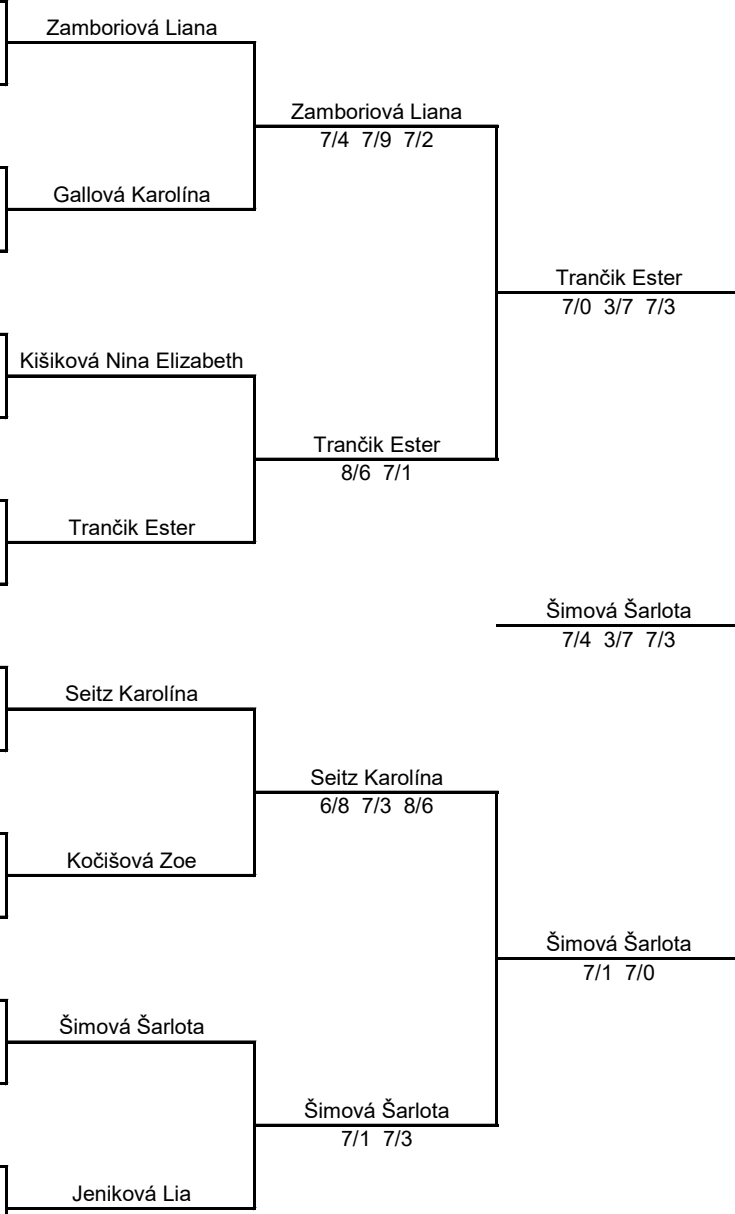 Zamboriová Liana
Zamboriová Liana
7/4 7/9 7/2
Gallová Karolína
Trančik Ester
7/0 3/7 7/3
Kišiková Nina Elizabeth
Trančik Ester
8/6 7/1
Trančik Ester
Šimová Šarlota
7/4 3/7 7/3
Seitz Karolína
Seitz Karolína
6/8 7/3 8/6
Kočišová Zoe
Šimová Šarlota
7/1 7/0
Šimová Šarlota
Šimová Šarlota
7/1 7/3
Jeniková Lia